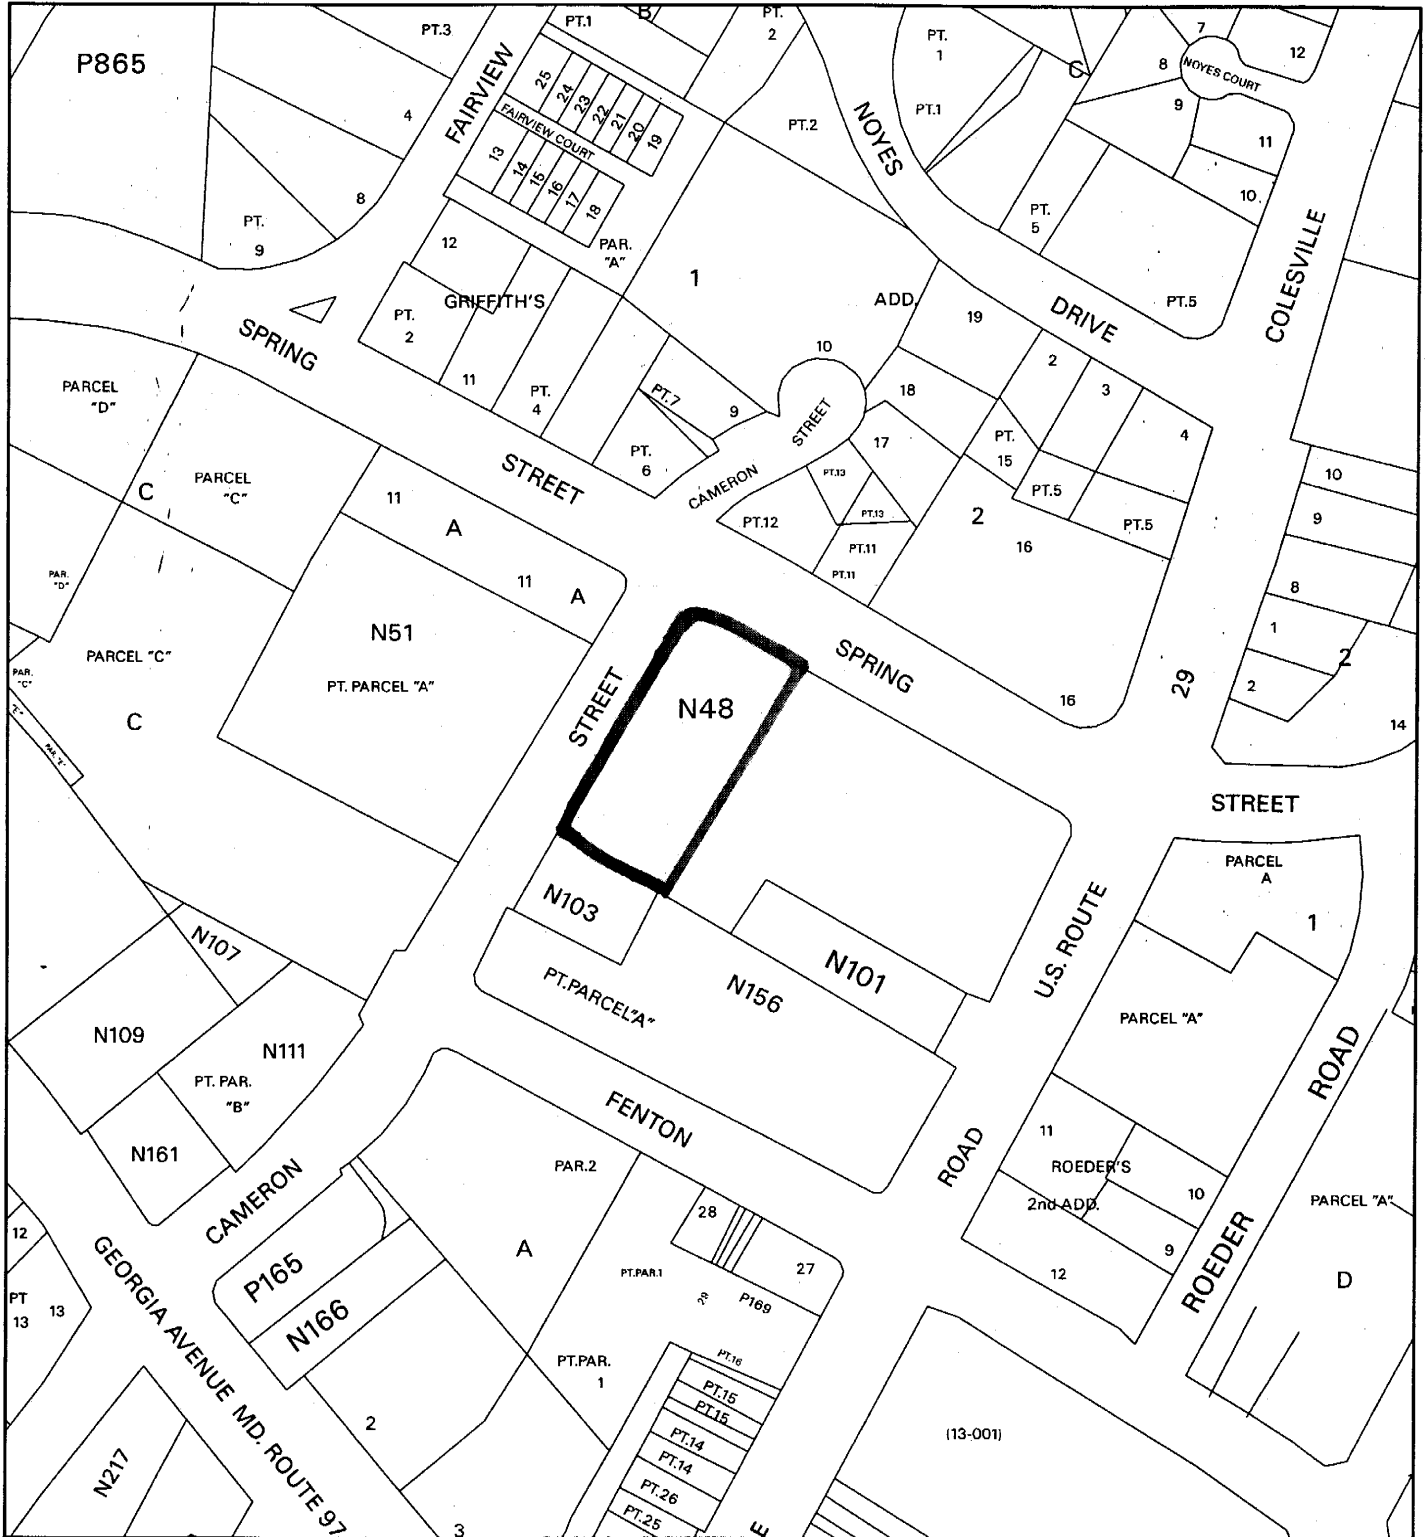 B
PT.
2
PT.1
PT.3
P865
FAIRVIEW
25
24
23
22
21
20
19
FAIRVIEW COURT
13
14
15
16
17
18
4
8
PT.
9
12
PAR.
"A"
GRIFFITH'S
PT.
2
11
PT.
4
1
PT.2
NOYES
PT.
1
PT.1
C
7
8
NOYES COURT
12
9
11
10
PT.
5
PT.5
COLESVILLE
DRIVE
ADD.
19
10
18
17
2
3
4
PT.
15
PT.5
PT.5
SPRING
STREET
PT.7
9
PT.
6
CAMERON
STREET
PT.13
PT.13
PT.12
PT.11
PT.11
2
16
16
10
9
8
1
2
2
14
29
PARCEL
"D"
C
PARCEL
"C"
11
A
11
A
PAR.
"D"
PARCEL "C"
C
N51
PT. PARCEL "A"
PAR.
"C"
"E"
PAR. "E"
STREET
N48
SPRING
STREET
N103
PT.PARCEL"A"
N156
N101
U.S. ROUTE
ROAD
PARCEL
A
1
PARCEL "A"
N107
N109
N111
PT. PAR.
"B"
N161
CAMERON
FENTON
PAR.2
A
28
27
PT.PAR.1
29
P169
11
ROEDER'S
2nd ADD.
10
9
12
ROEDER
ROAD
PARCEL "A"
D
12
PT
13
13
GEORGIA AVENUE MD. ROUTE 97
P165
N166
PT.PAR.
1
PT.16
PT.15
PT.15
PT.14
PT.14
PT.26
PT.25
2
3
N217
E
(13-001)